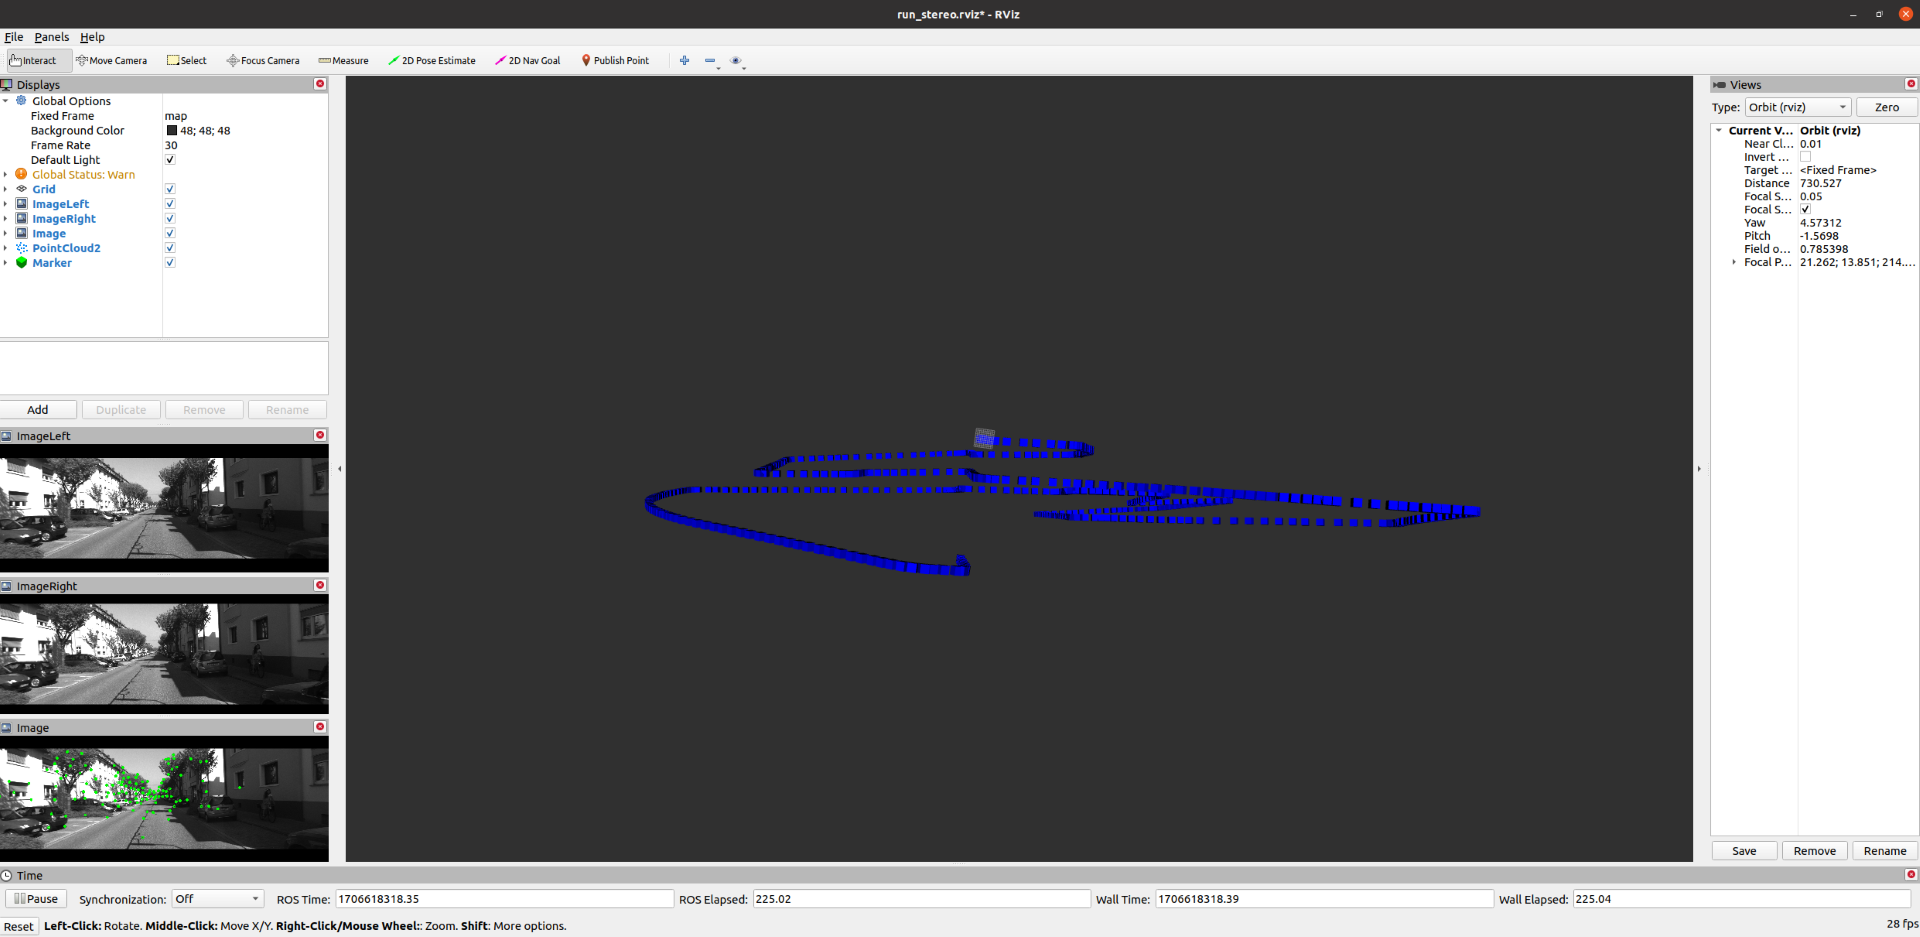 run_stereo.rviz* - RViz
File Panels Help
Interact Move Camera Select Focus Camera Measure 2D Pose Estimate 2D Nav Goal Publish Point
Displays
Global Options
Fixed Frame map
Background Color 48; 48; 48
Frame Rate 30
Default Light
Global Status: Warn
Grid
ImageLeft
ImageRight
Image
PointCloud2
Marker
Add Duplicate Remove Rename
ImageLeft
ImageRight
Image
Views
Type: Orbit (rviz) Zero
Current V... Orbit (rviz)
Near Cl... 0.01
Invert ...
Target ... <Fixed Frame>
Distance 730.527
Focal S... 0.05
Focal S...
Yaw 4.57312
Pitch -1.5698
Field o... 0.785398
Focal P... 21.262; 13.851; 214....
Save Remove Rename
Time
Pause Synchronization: Off ROS Time: 1706618318.35 ROS Elapsed: 225.02 Wall Time: 1706618318.39 Wall Elapsed: 225.04
Reset Left-Click: Rotate. Middle-Click: Move X/Y. Right-Click/Mouse Wheel:: Zoom. Shift: More options. 28 fps